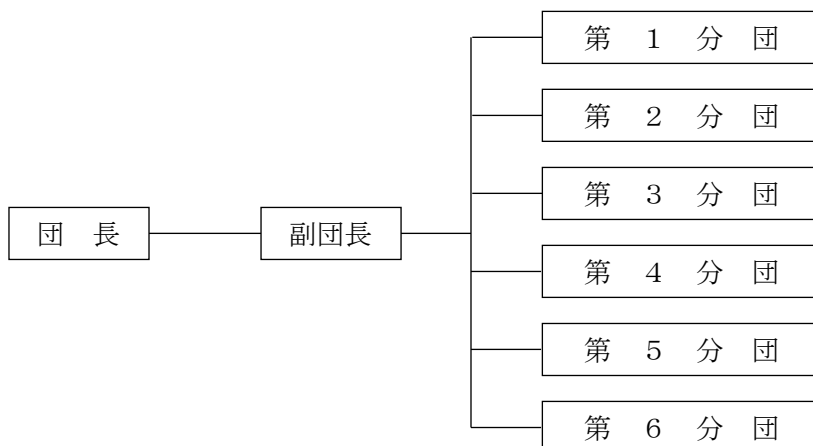 団　長
副団長
第　１　分　団
第　２　分　団
第　３　分　団
第　４　分　団
第　５　分　団
第　６　分　団